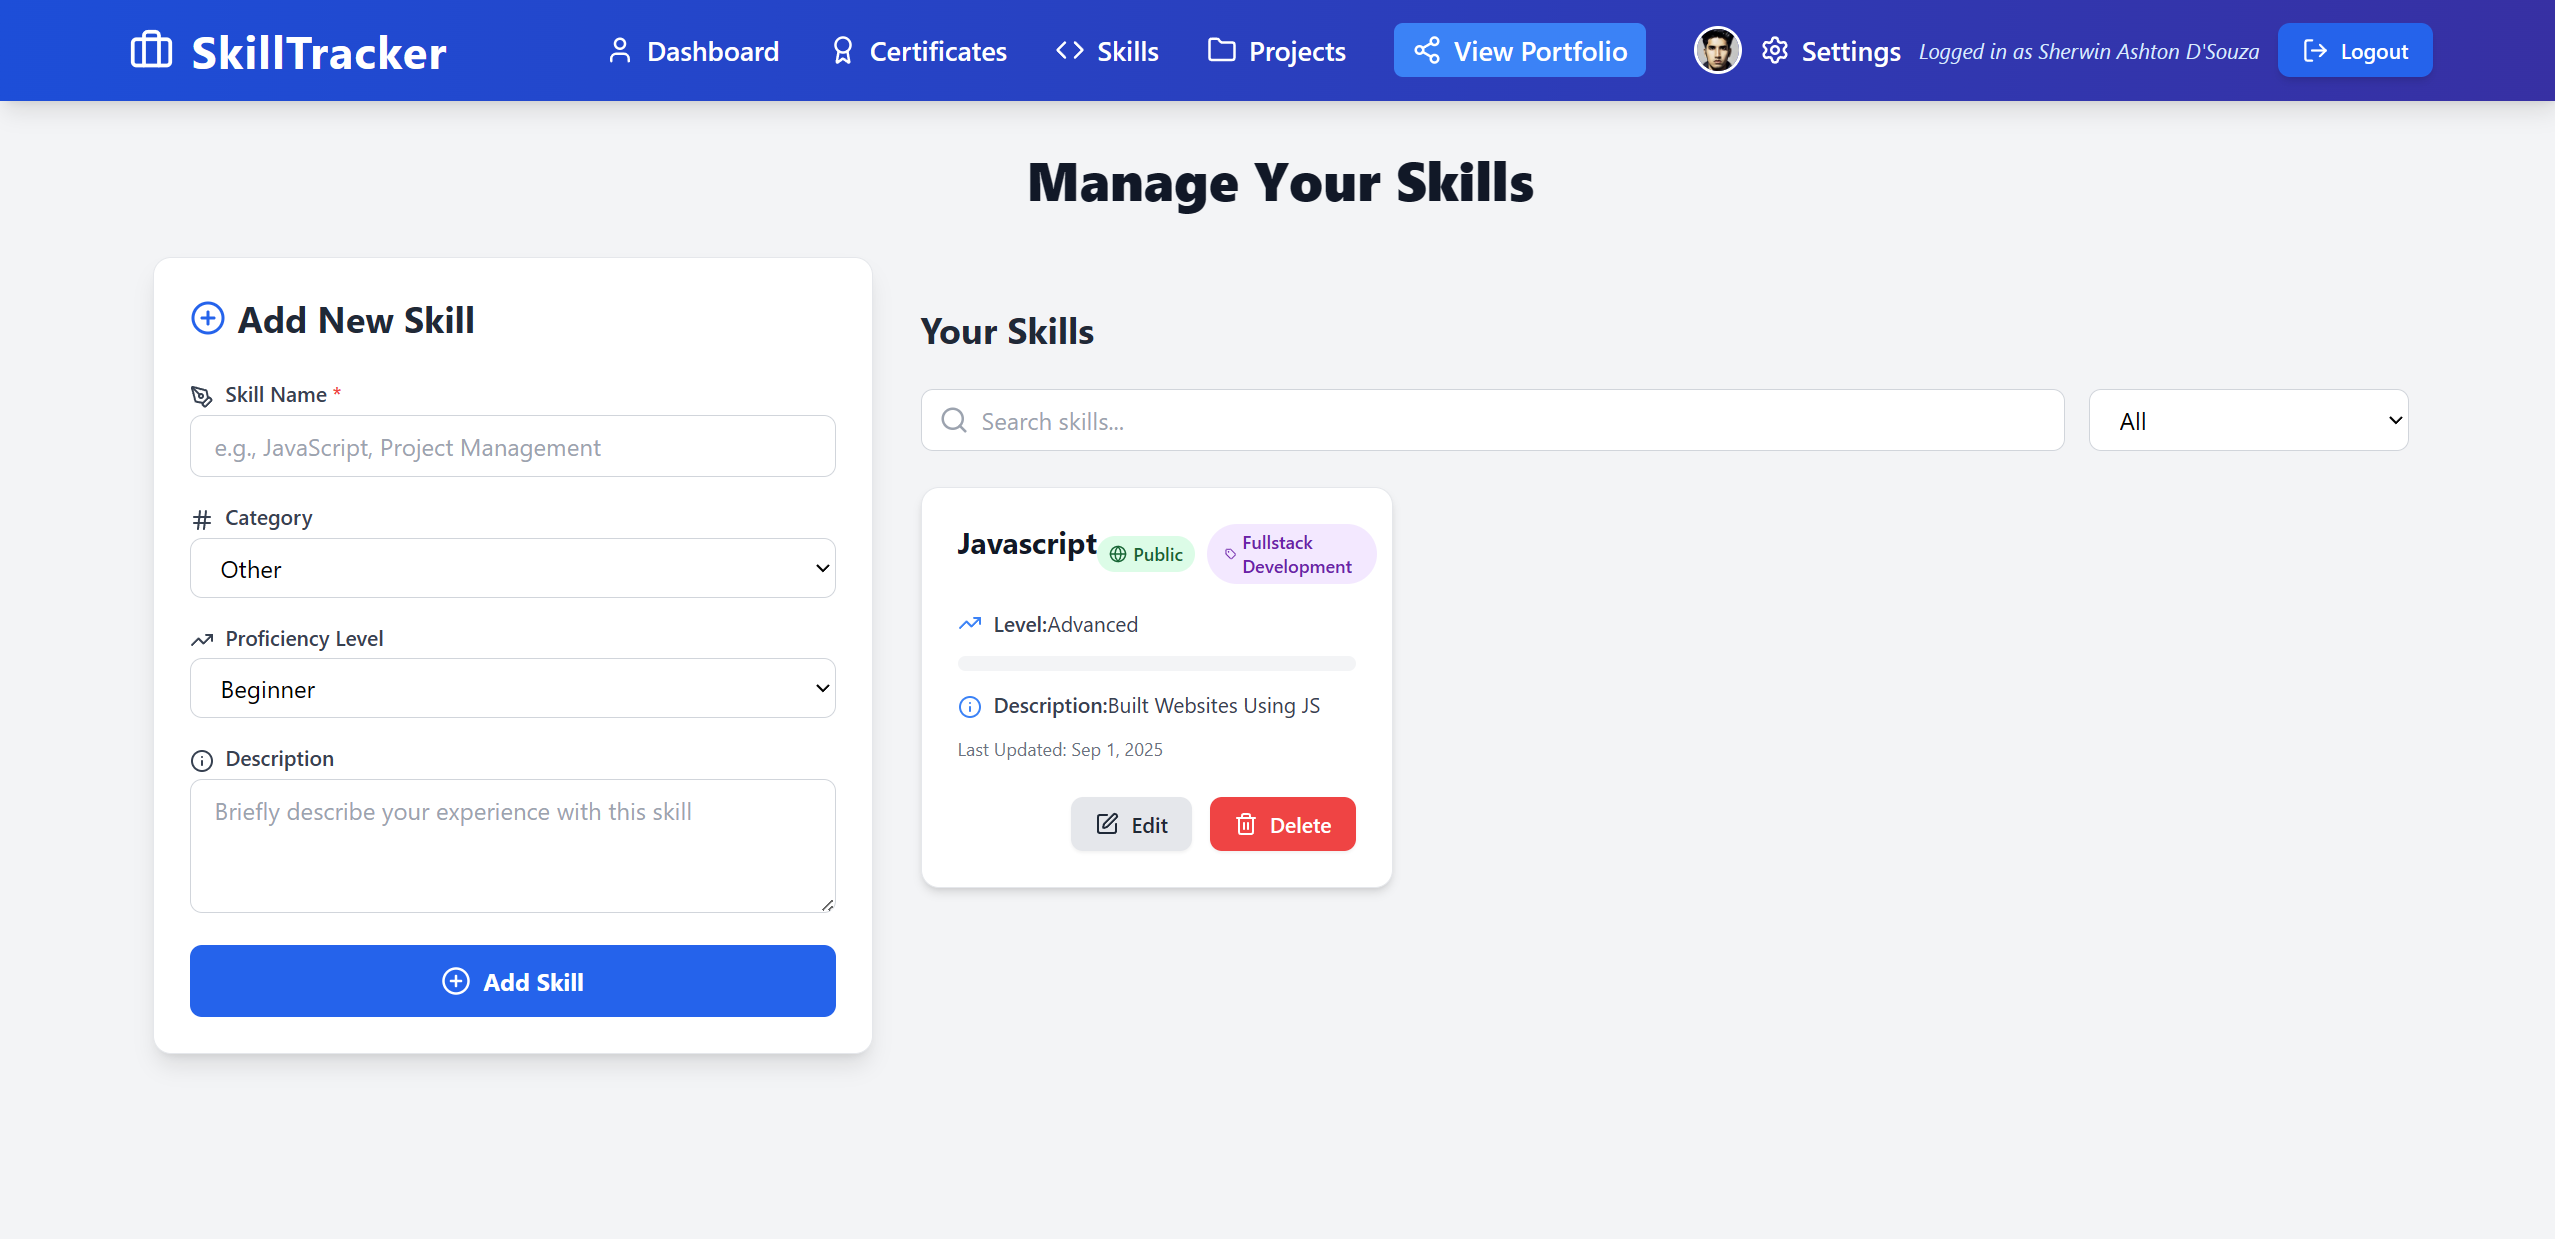 SkillTracker
Dashboard
Certificates
Skills
Projects
View Portfolio
Settings
Logged in as Sherwin Ashton D'Souza
Logout
Manage Your Skills
Add New Skill
Skill Name *
e.g., JavaScript, Project Management
Category
Other
Proficiency Level
Beginner
Description
Briefly describe your experience with this skill
Add Skill
Your Skills
Search skills...
All
Javascript
Public
Fullstack
Development
Level:Advanced
Description:Built Websites Using JS
Last Updated: Sep 1, 2025
Edit
Delete